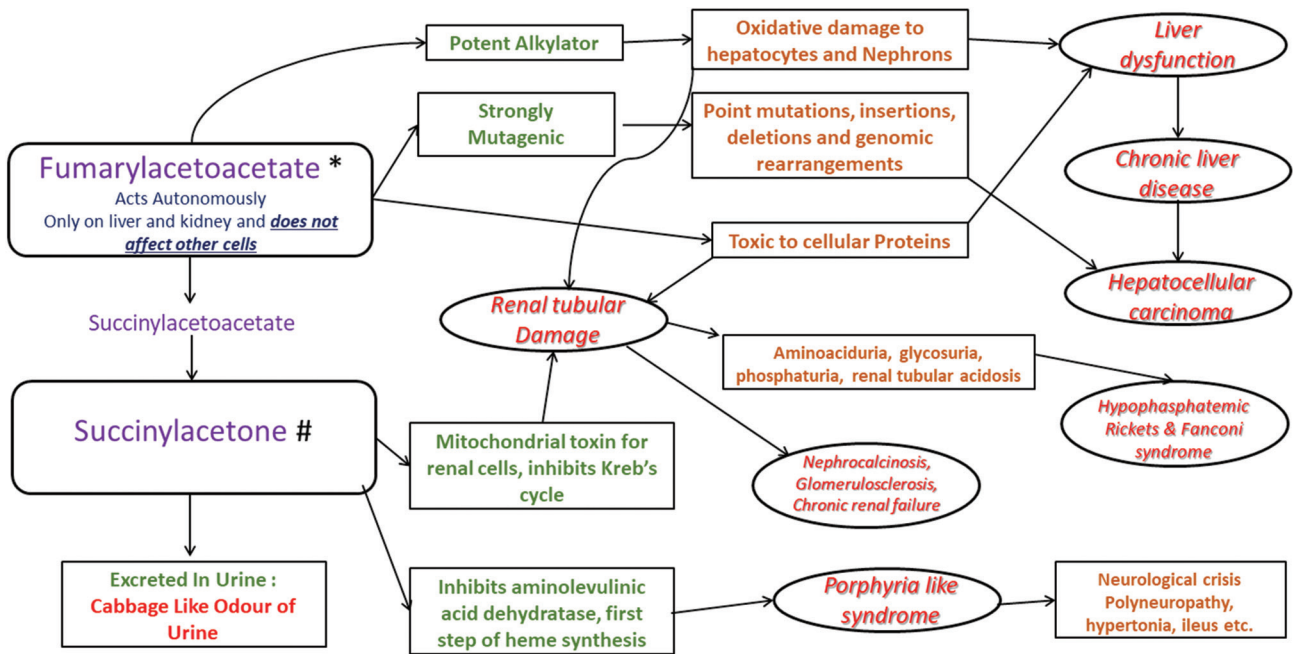 Potent Alkylator
Oxidative damage to
hepatocytes and Nephrons
Liver
dysfunction
Strongly
Mutagenic
Point mutations, insertions,
deletions and genomic
rearrangements
Fumarylacetoacetate *
Acts Autonomously
Only on liver and kidney and does not
affect other cells
Chronic liver
disease
Toxic to cellular Proteins
Hepatocellular
carcinoma
Renal tubular
Damage
Succinylacetoacetate
Aminoaciduria, glycosuria,
phosphaturia, renal tubular acidosis
Hypophasphatemic
Rickets & Fanconi
syndrome
Succinylacetone #
Mitochondrial toxin for
renal cells, inhibits Kreb's
cycle
Nephrocalcinosis,
Glomerulosclerosis,
Chronic renal failure
Excreted In Urine :
Cabbage Like Odour of
Urine
Inhibits aminolevulinic
acid dehydratase, first
step of heme synthesis
Porphyria like
syndrome
Neurological crisis
Polyneuropathy,
hypertonia, ileus etc.